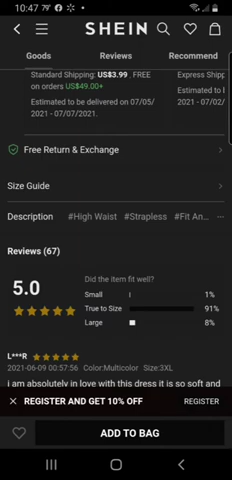 10:47 79°
SHEIN
Goods Reviews Recommend
Standard Shipping: US$3.99, FREE on orders US$49.00+
Express Shipp
Estimated to be delivered on 07/05/2021 - 07/07/2021.
Estimated to
2021 - 07/02/
Free Return & Exchange
Size Guide
Description #High Waist #Strapless #Fit An... ...
Reviews (67)
5.0
Did the item fit well?
Small 1%
True to Size 91%
Large 8%
L***R
2021-06-09 00:57:56 Color:Multicolor Size:3XL
i am absolutely in love with this dress it is so soft and
× REGISTER AND GET 10% OFF REGISTER
ADD TO BAG